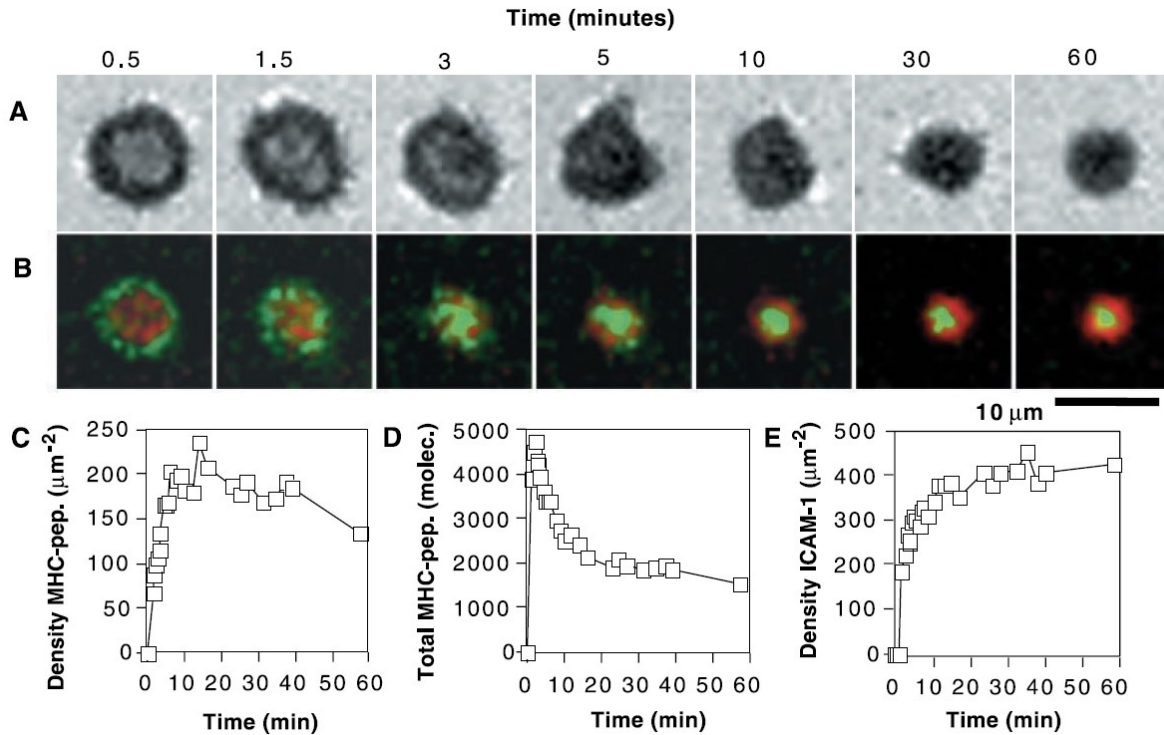 Time (minutes)
0.5 1.5 3 5 10 30 60
A
B
10 μm
C
Density MHC-pep. (μm⁻²)
250
200
150
100
50
0
0 10 20 30 40 50 60
Time (min)
D
Total MHC-pep. (molec.)
5000
4000
3000
2000
1000
0
0 10 20 30 40 50 60
Time (min)
E
Density ICAM-1 (μm⁻²)
500
400
300
200
100
0
0 10 20 30 40 50 60
Time (min)